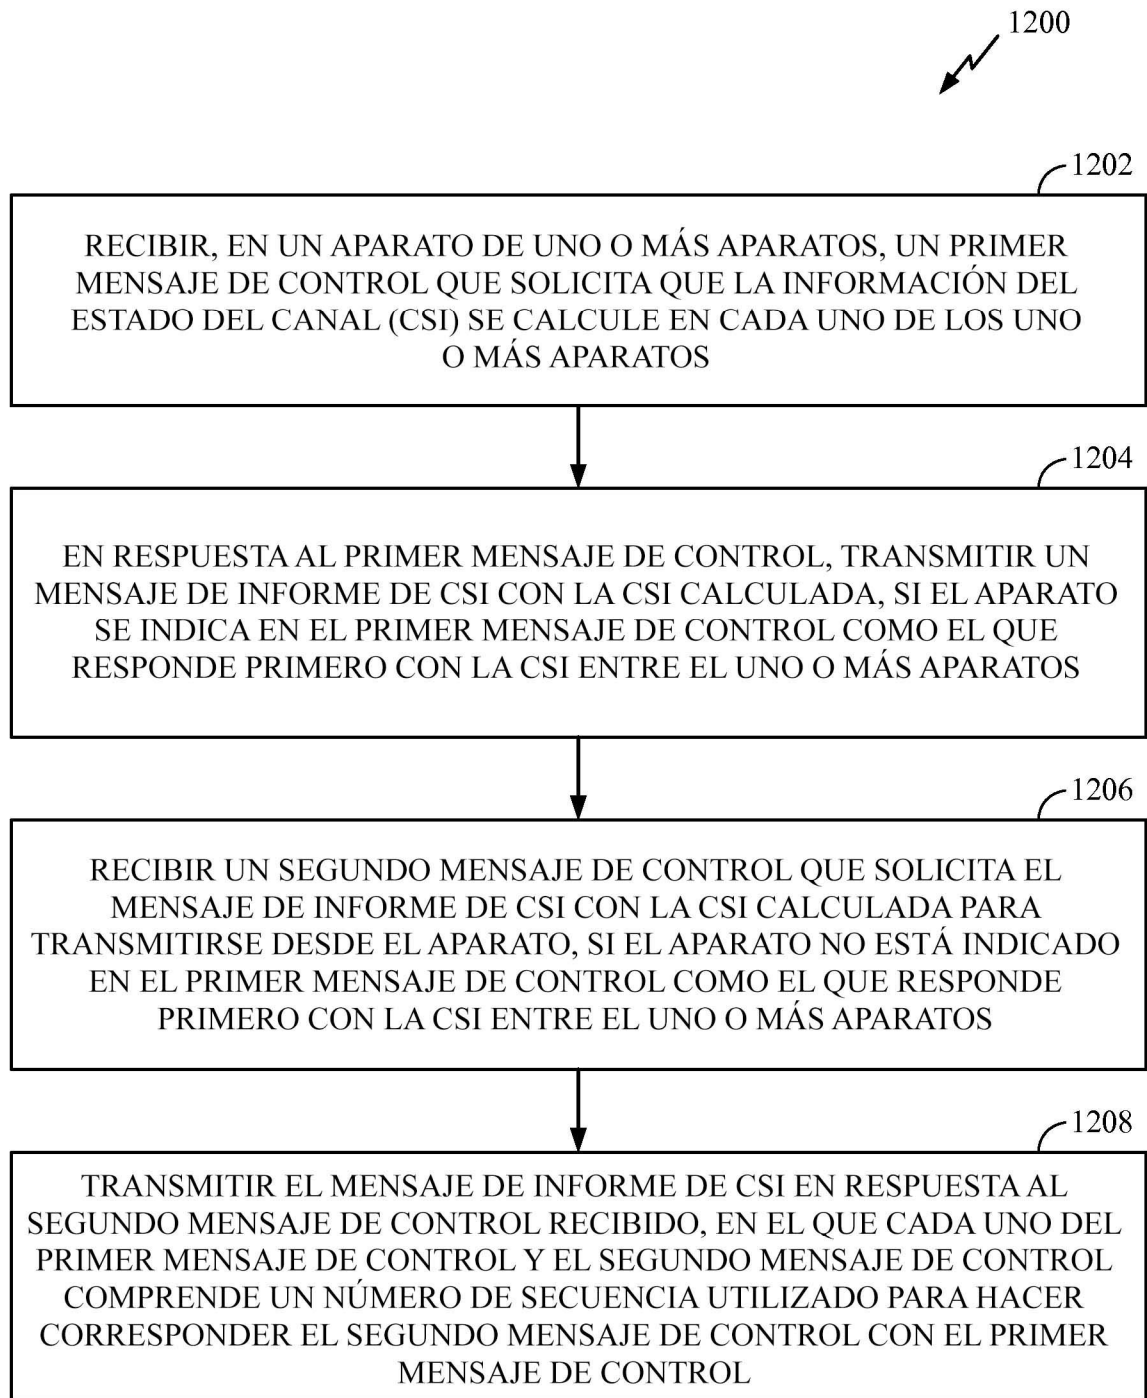 1200
1202
RECIBIR, EN UN APARATO DE UNO O MÁS APARATOS, UN PRIMER
MENSAJE DE CONTROL QUE SOLICITA QUE LA INFORMACIÓN DEL
ESTADO DEL CANAL (CSI) SE CALCULE EN CADA UNO DE LOS UNO
O MÁS APARATOS
1204
EN RESPUESTA AL PRIMER MENSAJE DE CONTROL, TRANSMITIR UN
MENSAJE DE INFORME DE CSI CON LA CSI CALCULADA, SI EL APARATO
SE INDICA EN EL PRIMER MENSAJE DE CONTROL COMO EL QUE
RESPONDE PRIMERO CON LA CSI ENTRE EL UNO O MÁS APARATOS
1206
RECIBIR UN SEGUNDO MENSAJE DE CONTROL QUE SOLICITA EL
MENSAJE DE INFORME DE CSI CON LA CSI CALCULADA PARA
TRANSMITIRSE DESDE EL APARATO, SI EL APARATO NO ESTÁ INDICADO
EN EL PRIMER MENSAJE DE CONTROL COMO EL QUE RESPONDE
PRIMERO CON LA CSI ENTRE EL UNO O MÁS APARATOS
1208
TRANSMITIR EL MENSAJE DE INFORME DE CSI EN RESPUESTA AL
SEGUNDO MENSAJE DE CONTROL RECIBIDO, EN EL QUE CADA UNO DEL
PRIMER MENSAJE DE CONTROL Y EL SEGUNDO MENSAJE DE CONTROL
COMPRENDE UN NÚMERO DE SECUENCIA UTILIZADO PARA HACER
CORRESPONDER EL SEGUNDO MENSAJE DE CONTROL CON EL PRIMER
MENSAJE DE CONTROL